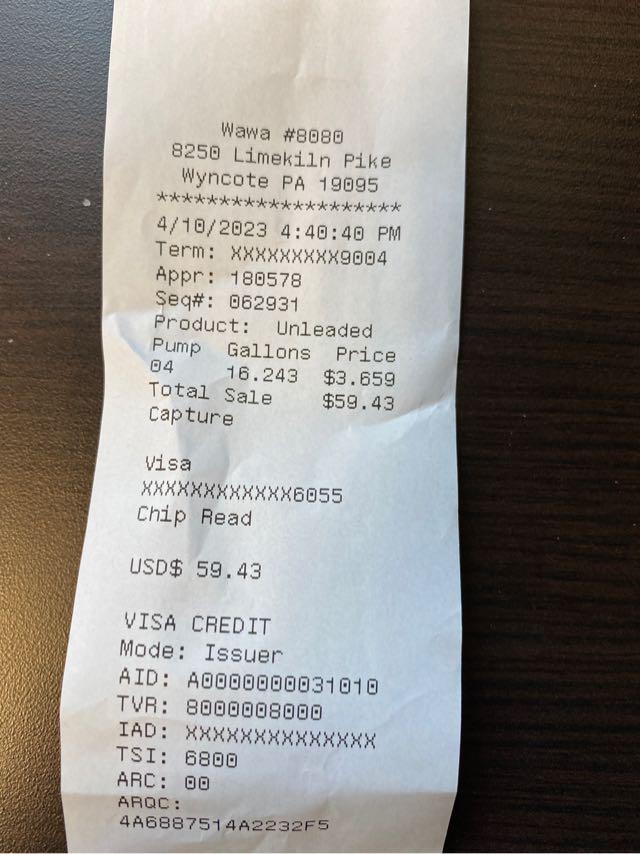 Wawa #8080
8250 Limekiln Pike
Wyncote PA 19095
********************
4/10/2023 4:40:40 PM
Term: XXXXXXXXX9004
Appr: 180578
Seq#: 062931
Product:  Unleaded
Pump  Gallons  Price
04    16.243  $3.659
Total Sale    $59.43
Capture
Visa
XXXXXXXXXXXX6055
Chip Read
USD$ 59.43
VISA CREDIT
Mode: Issuer
AID: A0000000031010
TVR: 8000008000
IAD: XXXXXXXXXXXXXX
TSI: 6800
ARC: 00
ARQC:
4A6887514A2232F5